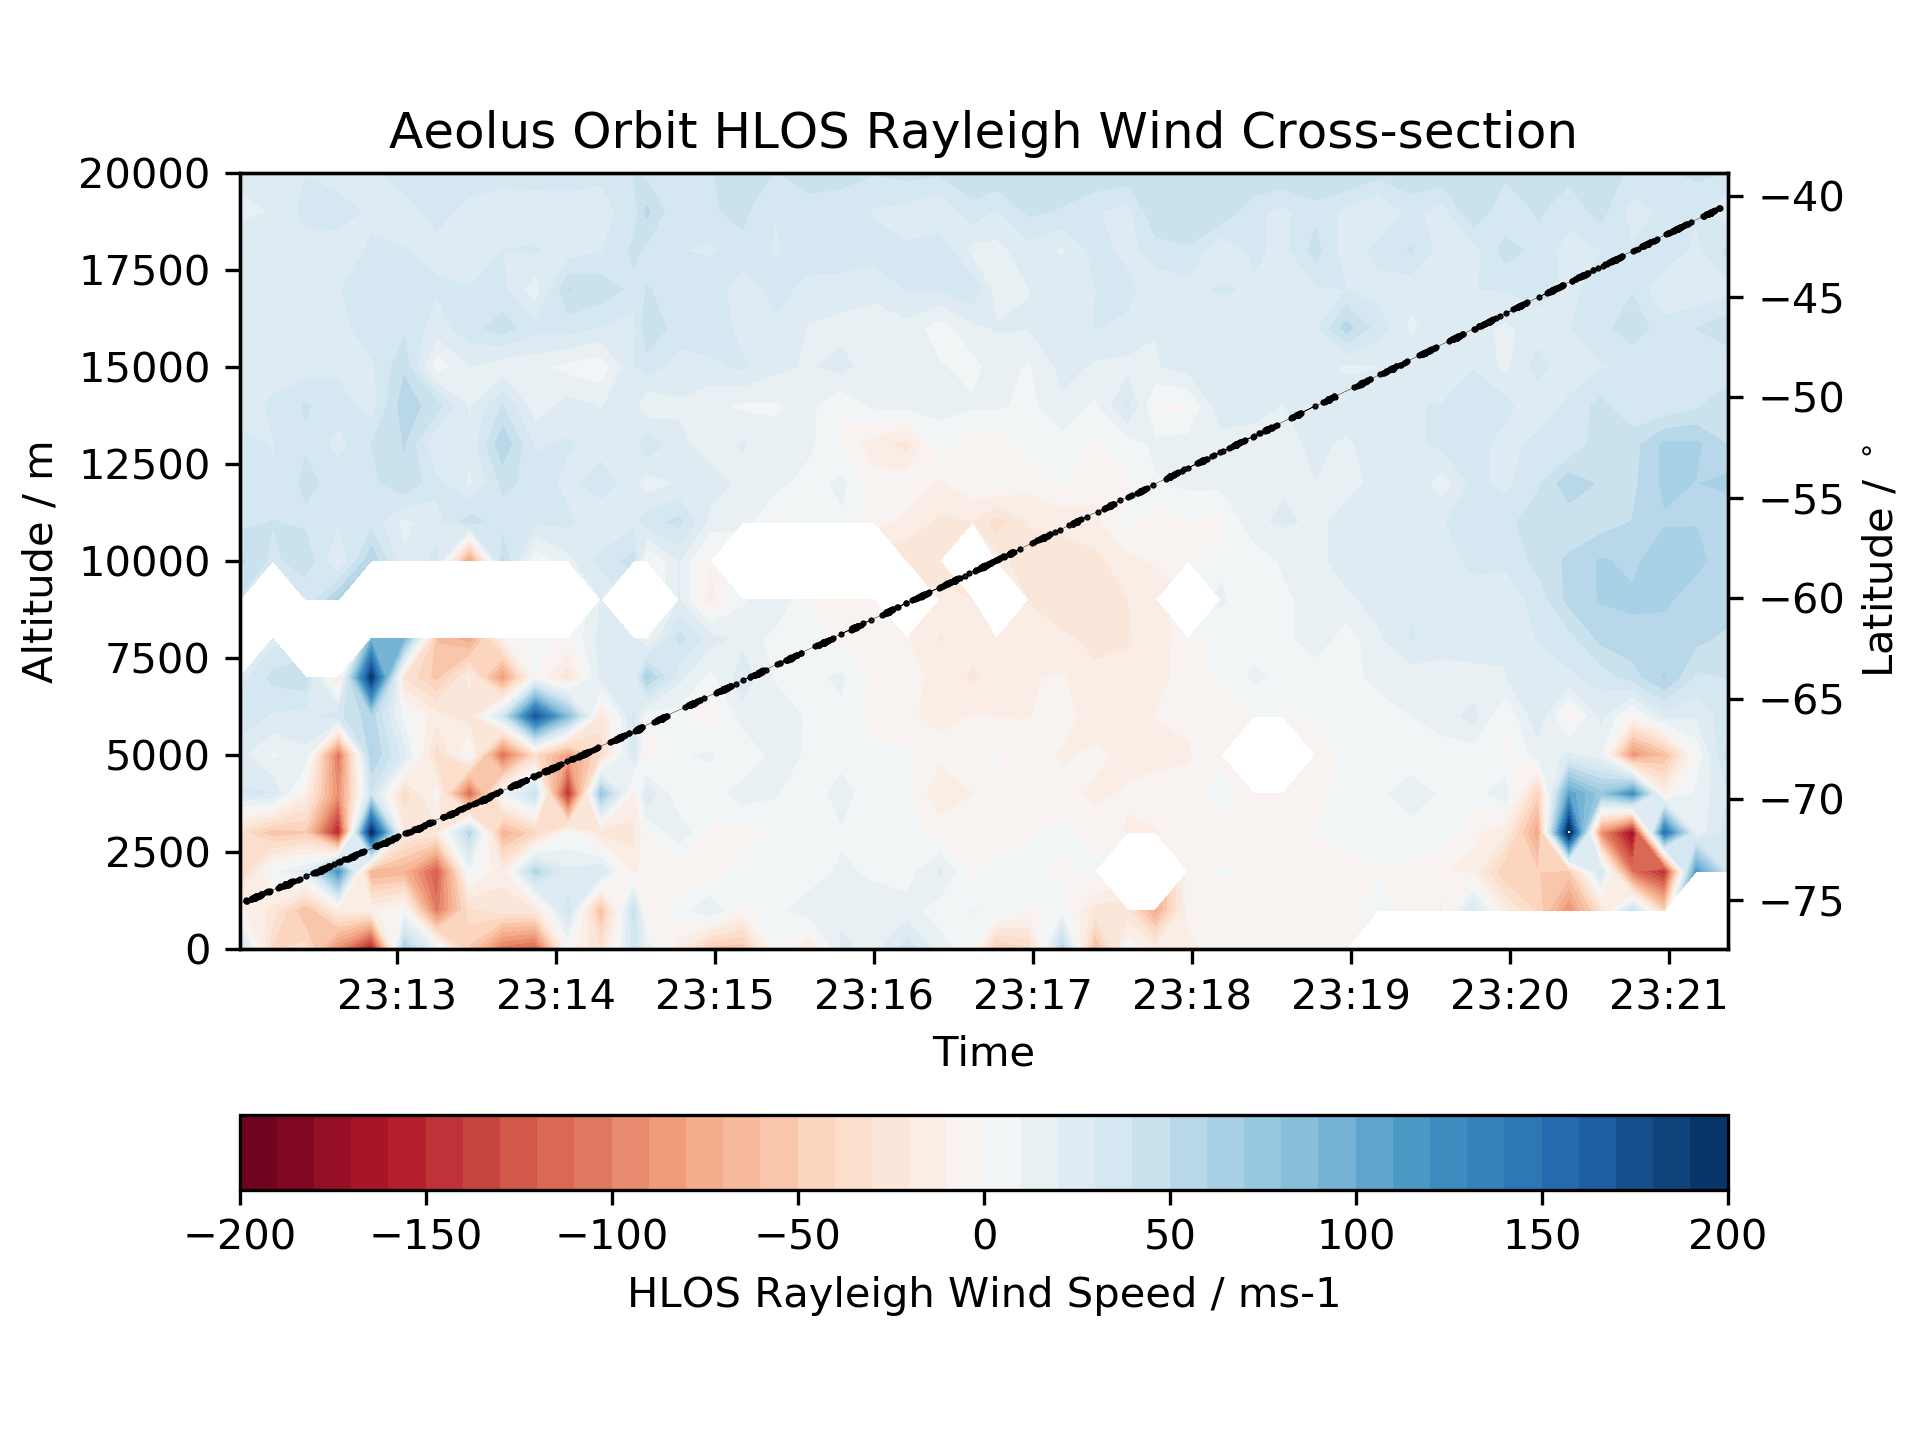 Aeolus Orbit HLOS Rayleigh Wind Cross-section
20000
17500
15000
12500
10000
7500
5000
2500
0
Altitude / m
−40
−45
−50
−55
−60
−65
−70
−75
Latitude / °
23:13 23:14 23:15 23:16 23:17 23:18 23:19 23:20 23:21
Time
−200 −150 −100 −50 0 50 100 150 200
HLOS Rayleigh Wind Speed / ms-1